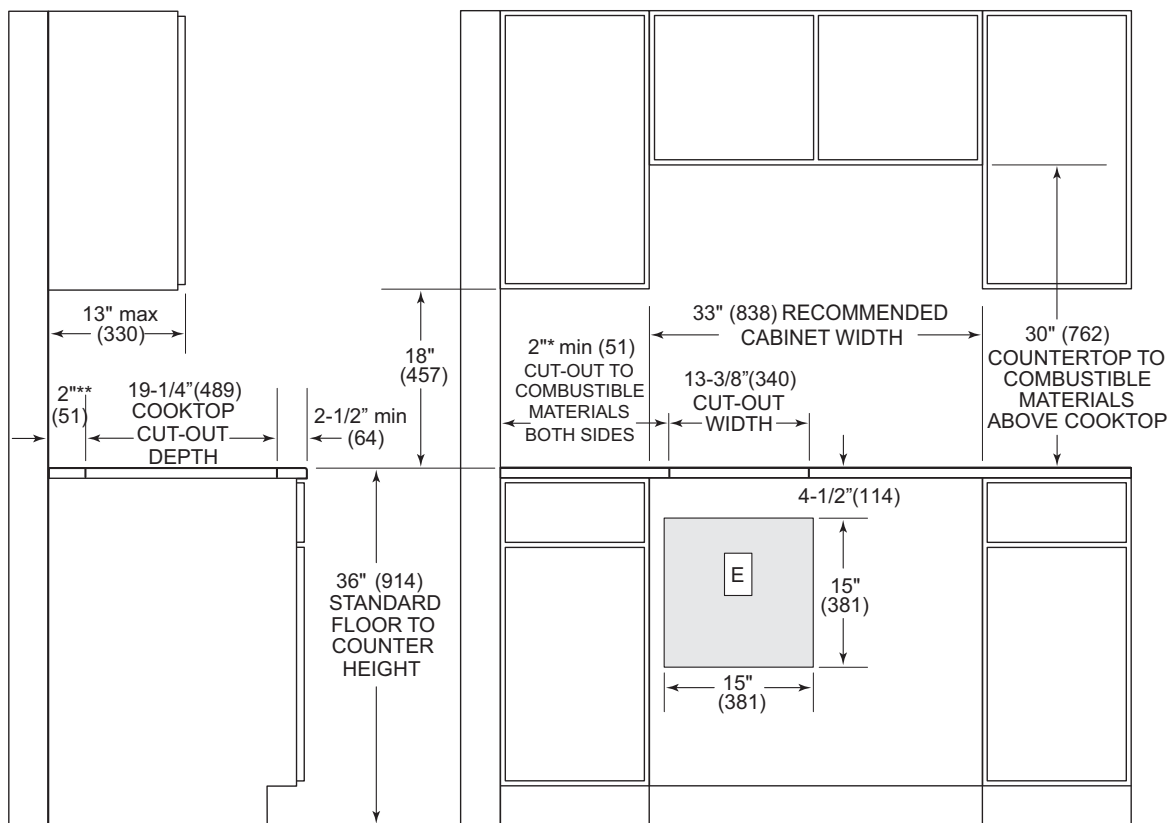 13" max
(330)
18"
(457)
33" (838) RECOMMENDED
CABINET WIDTH
30" (762)
COUNTERTOP TO
COMBUSTIBLE
MATERIALS
ABOVE COOKTOP
2"**
(51)
19-1/4”(489)
COOKTOP
CUT-OUT
DEPTH
2-1/2” min
(64)
2"* min (51)
CUT-OUT TO
COMBUSTIBLE
MATERIALS
BOTH SIDES
13-3/8”(340)
CUT-OUT
WIDTH
4-1/2”(114)
36" (914)
STANDARD
FLOOR TO
COUNTER
HEIGHT
E
15"
(381)
15"
(381)